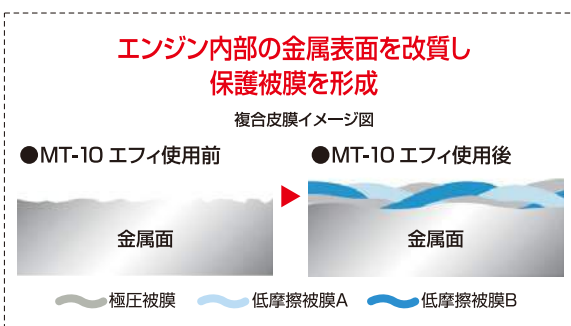 エンジン内部の金属表面を改質し
保護被膜を形成
複合皮膜イメージ図
●MT-10 エフィ使用前
●MT-10 エフィ使用後
金属面
金属面
極圧被膜
低摩擦被膜A
低摩擦被膜B